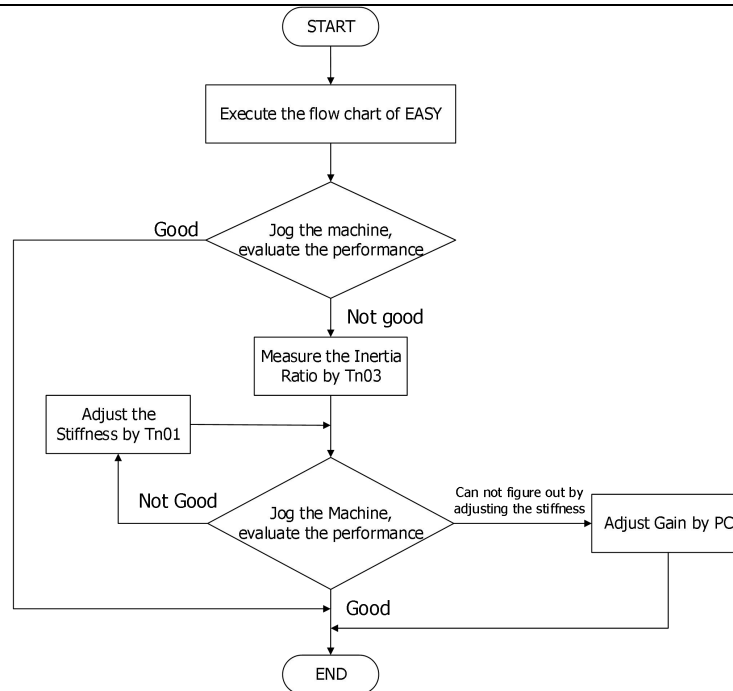 START
Execute the flow chart of EASY
Good
Jog the machine,
evaluate the performance
Not good
Measure the Inertia
Ratio by Tn03
Adjust the
Stiffness by Tn01
Not Good
Jog the Machine,
evaluate the performance
Can not figure out by
adjusting the stiffness
Adjust Gain by PC
Good
END